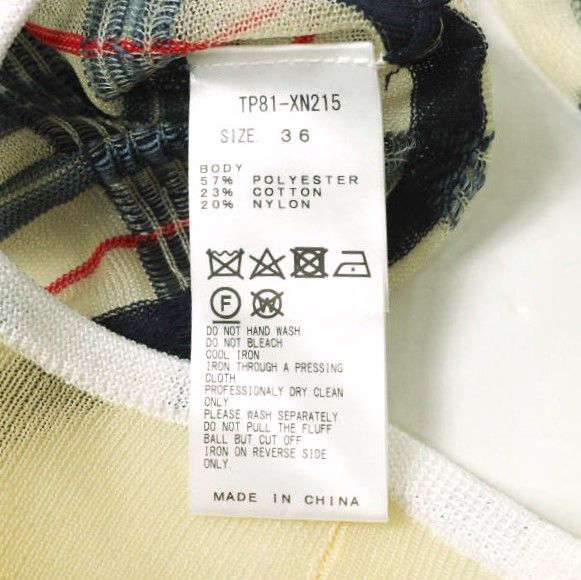 TP81-XN215
SIZE. 36
BODY
57% POLYESTER
23% COTTON
20% NYLON
F W
DO NOT HAND WASH
DO NOT BLEACH
COOL IRON
IRON THROUGH A PRESSING
CLOTH
PROFESSIONALY DRY CLEAN
ONLY
PLEASE WASH SEPARATELY
DO NOT PULL THE FLUFF
BALL BUT CUT OFF
IRON ON REVERSE SIDE
ONLY.
MADE IN CHINA